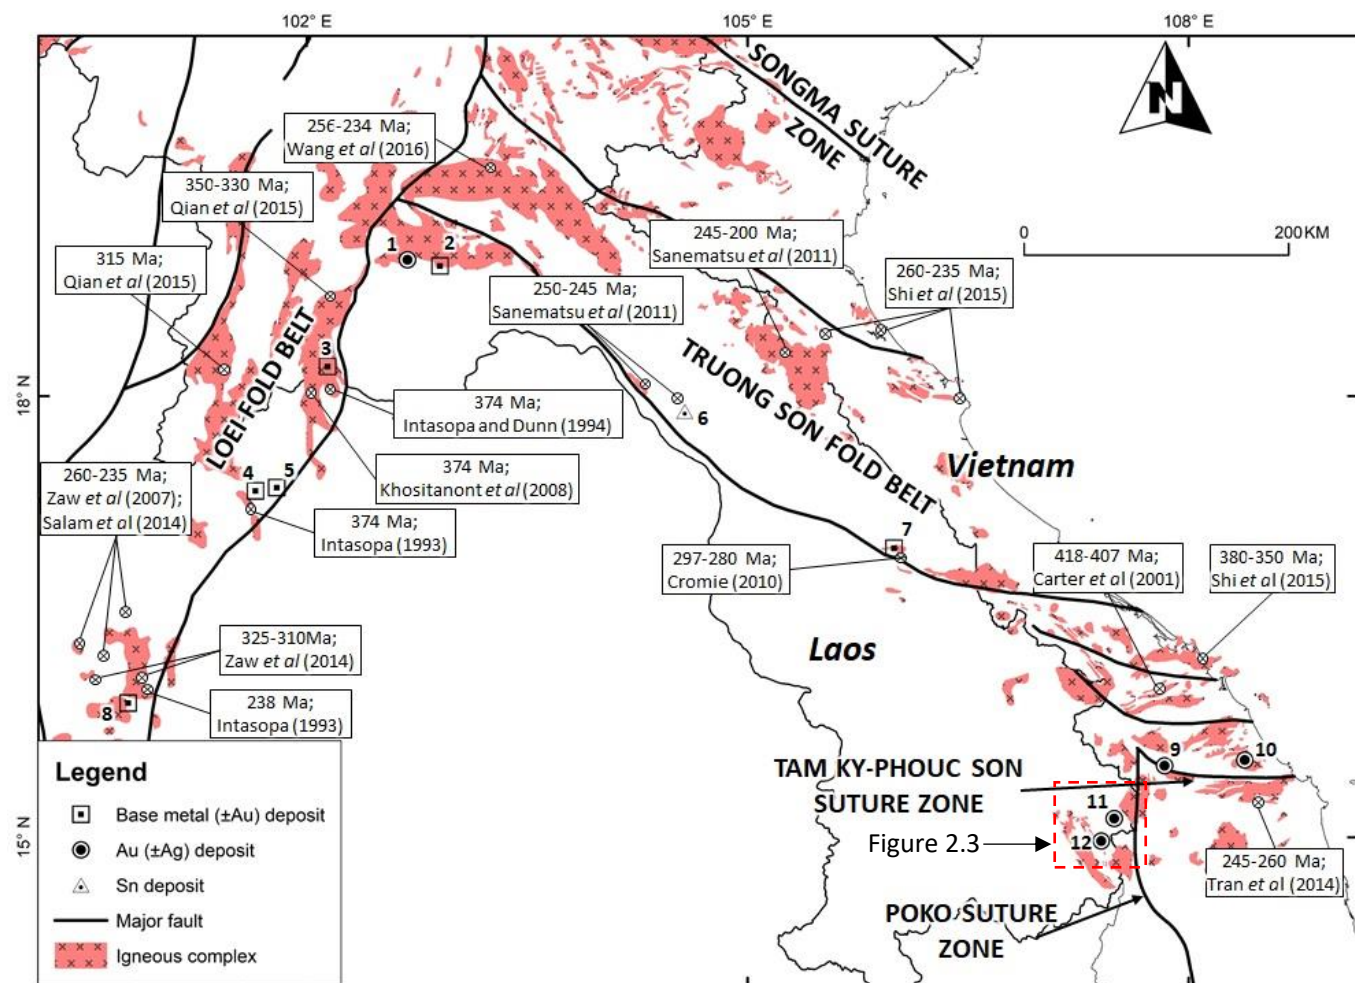 102° E
105° E
108° E
SONGMA SUTURE
ZONE
N
256-234 Ma;
Wang et al (2016)
350-330 Ma;
Qian et al (2015)
315 Ma;
Qian et al (2015)
1
2
245-200 Ma;
Sanematsu et al
(2011)
0
200KM
260-235 Ma;
Shi et al (2015)
250-245 Ma;
Sanematsu et al (2011)
LOEI FOLD BELT
3
TRUONG SON FOLD BELT
18° N
374 Ma;
Intasopa and Dunn (1994)
6
374 Ma;
Khositanont et al (2008)
Vietnam
260-235 Ma;
Zaw et al (2007);
Salam et al (2014)
4
5
374 Ma;
Intasopa (1993)
7
297-280 Ma;
Cromie (2010)
418-407 Ma;
Carter et al (2001)
380-350 Ma;
Shi et al (2015)
325-310Ma;
Zaw et al (2014)
Laos
238 Ma;
Intasopa (1993)
8
9
10
TAM KY-PHOUC SON
SUTURE ZONE
11
15° N
Figure 2.3
12
245-260 Ma;
Tran et al (2014)
POKO SUTURE
ZONE
Legend
Base metal (±Au) deposit
Au (±Ag) deposit
Sn deposit
Major fault
Igneous complex